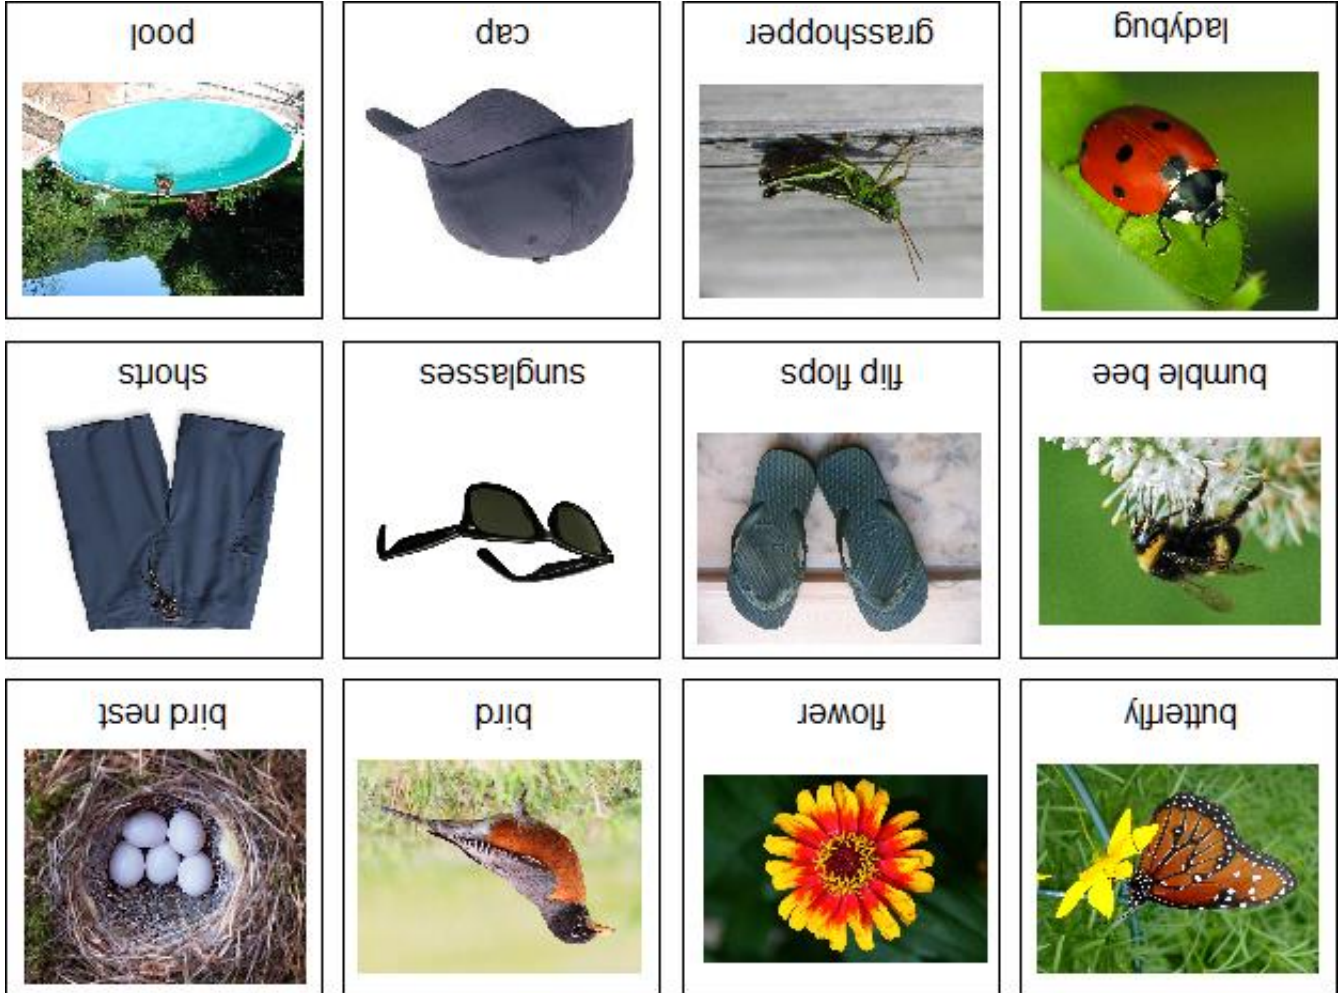 butterfly
flower
bird
bird nest
bumble bee
flip flops
sunglasses
shorts
ladybug
grasshopper
cap
pool